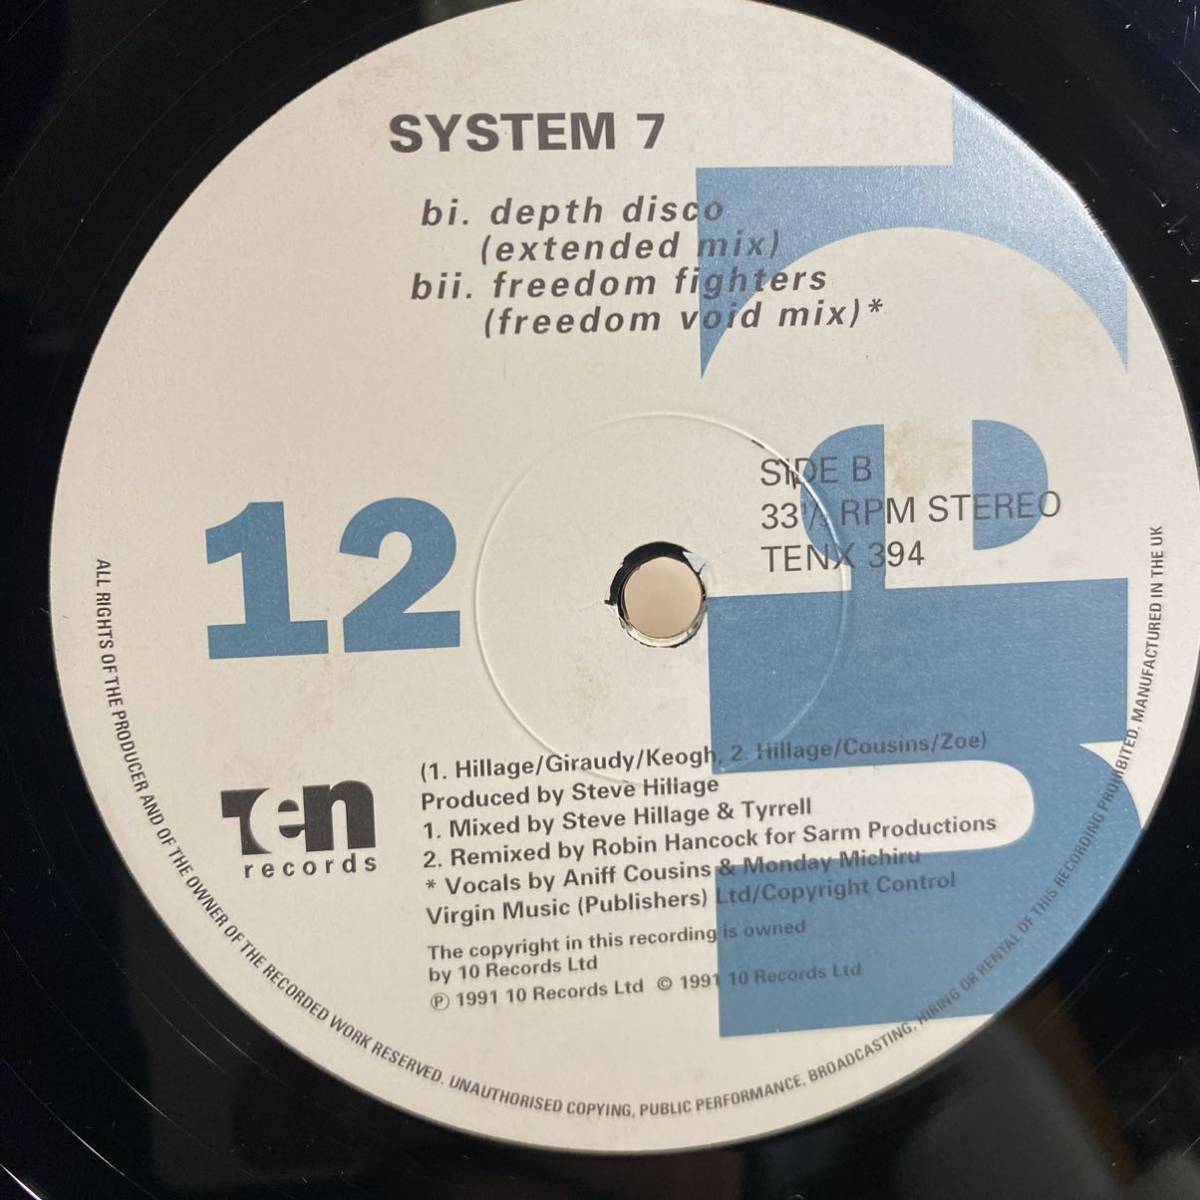 SYSTEM 7
bi. depth disco
(extended mix)
bii. freedom fighters
(freedom void mix)*
SIDE B
33⅓ RPM STEREO
TENX 394
12
Ten
records
(1. Hillage/Giraudy/Keogh, 2. Hillage/Cousins/Zoe)
Produced by Steve Hillage
1. Mixed by Steve Hillage & Tyrrell
2. Remixed by Robin Hancock for Sarm Productions
* Vocals by Aniff Cousins & Monday Michiru
Virgin Music (Publishers) Ltd/Copyright Control
The copyright in this recording is owned
by 10 Records Ltd
℗ 1991 10 Records Ltd © 1991 10 Records Ltd
ALL RIGHTS OF THE PRODUCER AND OF THE OWNER OF THE RECORDED WORK RESERVED. UNAUTHORISED COPYING, PUBLIC PERFORMANCE, BROADCASTING, HIRING OR RENTAL OF THIS RECORDING PROHIBITED. MANUFACTURED IN THE UK